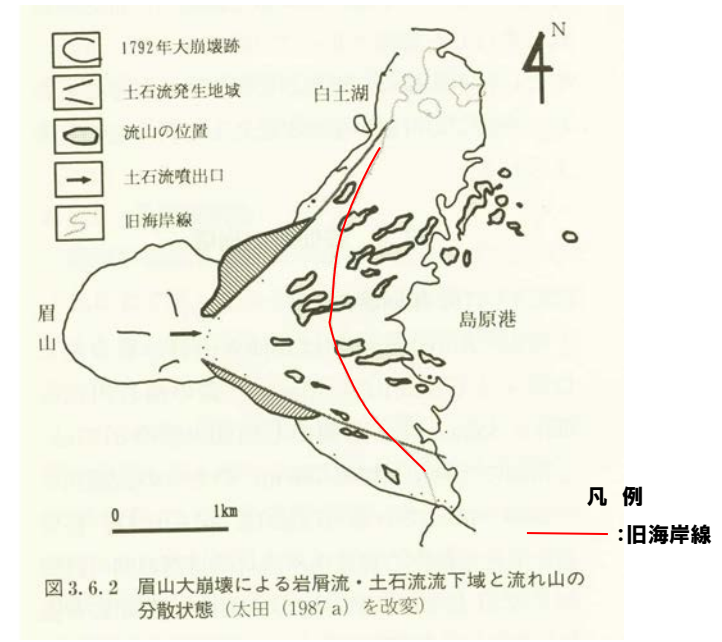 1792年大崩壊跡
土石流発生地域
流山の位置
土石流噴出口
旧海岸線
N
白土湖
眉山
島原港
0 1km
凡 例
:旧海岸線
図3.6.2 眉山大崩壊による岩屑流・土石流流下域と流れ山の
分散状態(太田(1987a)を改変)